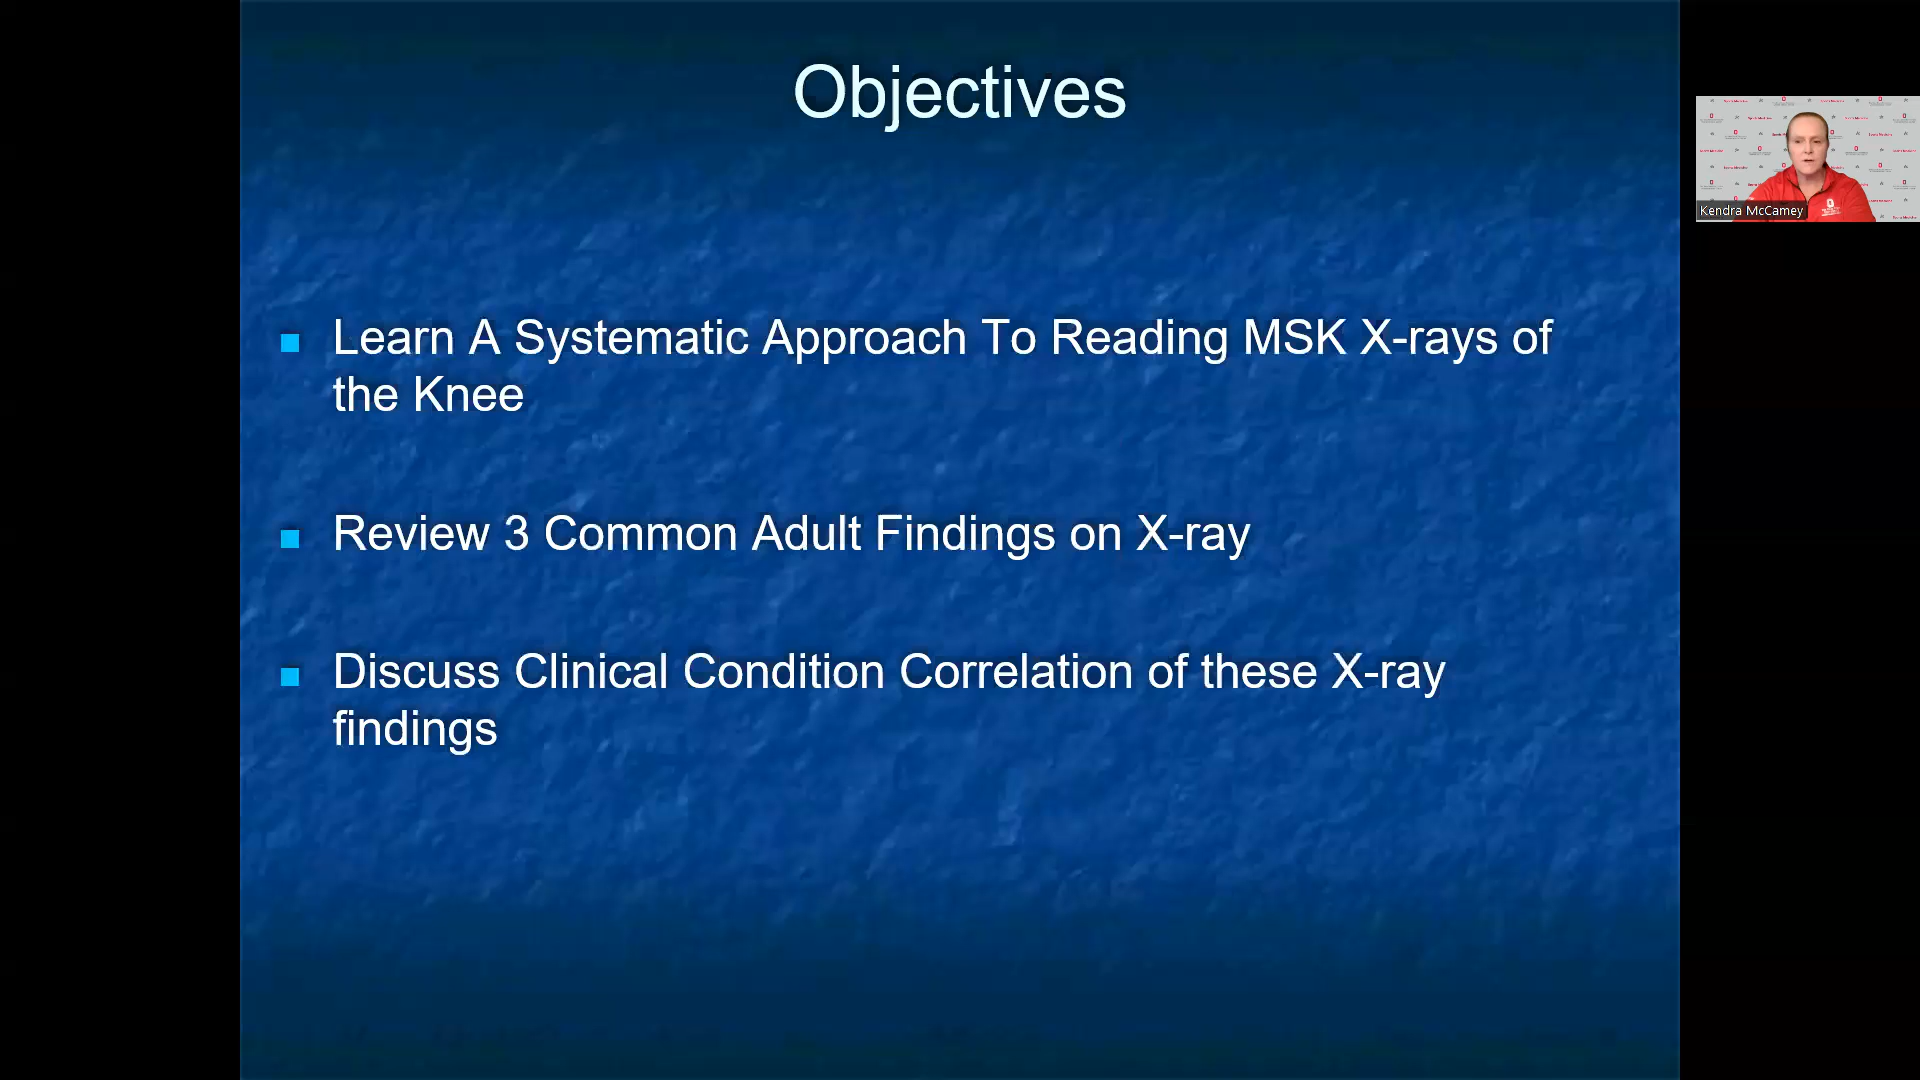 Objectives
Learn A Systematic Approach To Reading MSK X-rays of
the Knee
Review 3 Common Adult Findings on X-ray
Discuss Clinical Condition Correlation of these X-ray
findings
Kendra McCamey